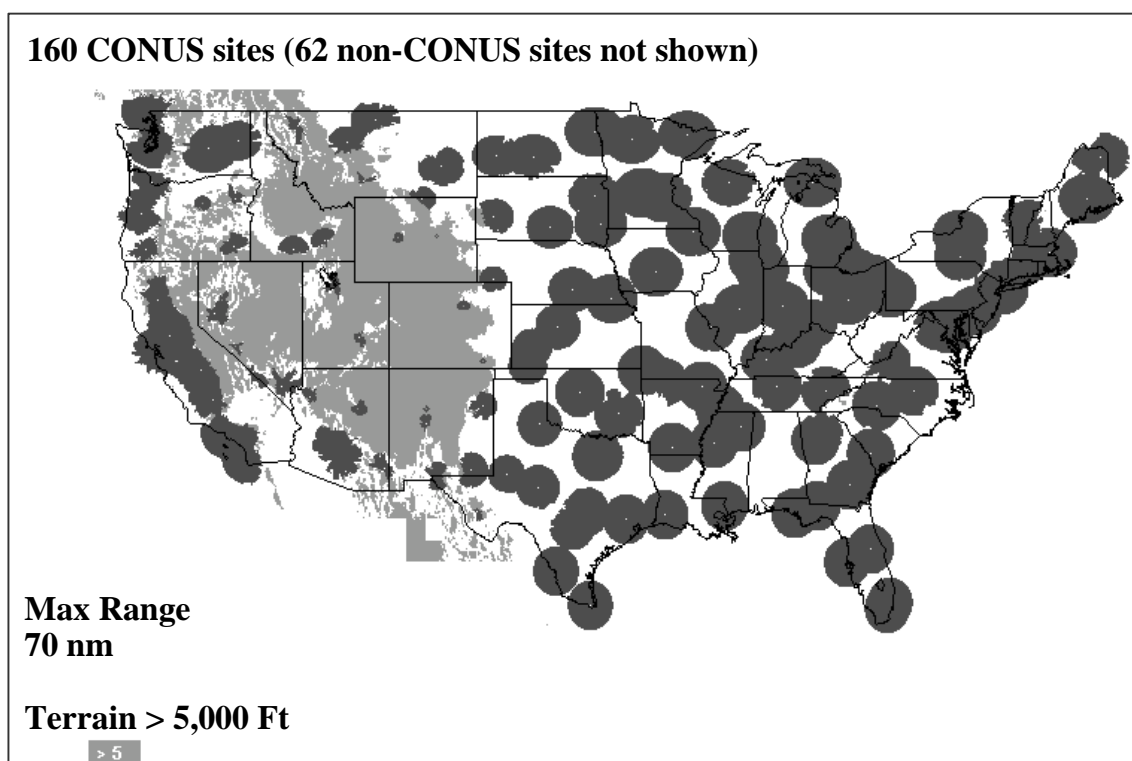 160 CONUS sites (62 non-CONUS sites not shown)
Max Range
70 nm
Terrain > 5,000 Ft
> 5